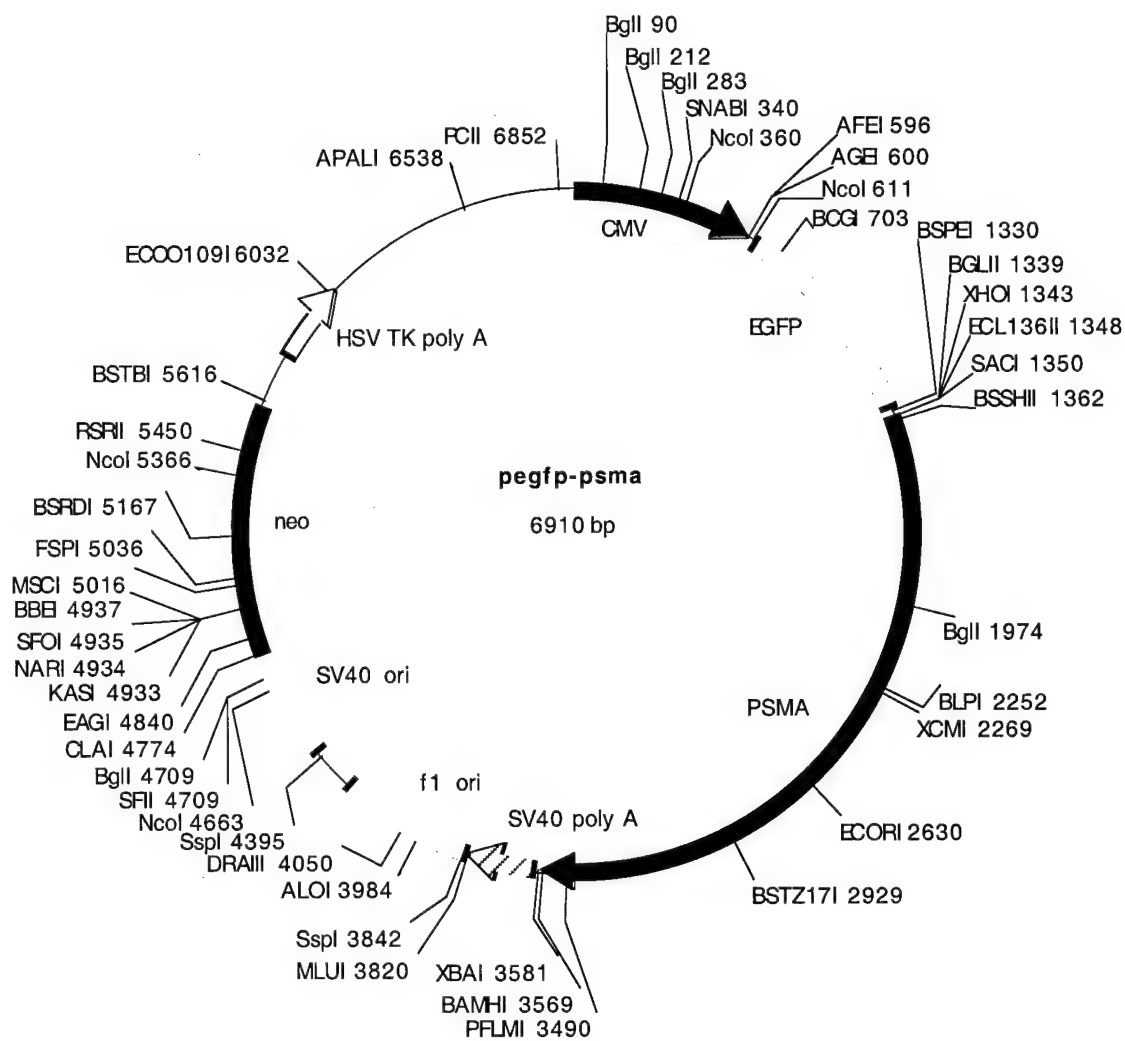 BglI 90
BglI 212
BglI 283
SNABI 340
NcoI 360
AFEI 596
AGEI 600
NcoI 611
BCGI 703
BSPEI 1330
BGLII 1339
XHOI 1343
ECL136II 1348
SACI 1350
BSSHII 1362
PCII 6852
APALI 6538
ECOO109I 6032
CMV
EGFP
HSV TK poly A
BSTBI 5616
RSRII 5450
NcoI 5366
BSRDI 5167
FSPI 5036
MSCI 5016
BBEI 4937
SFOI 4935
NARI 4934
KASI 4933
EAGI 4840
CLAI 4774
BglI 4709
SFII 4709
NcoI 4663
SspI 4395
DRAIII 4050
ALOI 3984
SspI 3842
MLUI 3820
XBAI 3581
BAMHI 3569
PFLMI 3490
neo
pegfp-psma
6910 bp
SV40 ori
f1 ori
SV40 poly A
PSMA
BglI 1974
BLPI 2252
XCMI 2269
ECORI 2630
BSTZ17I 2929